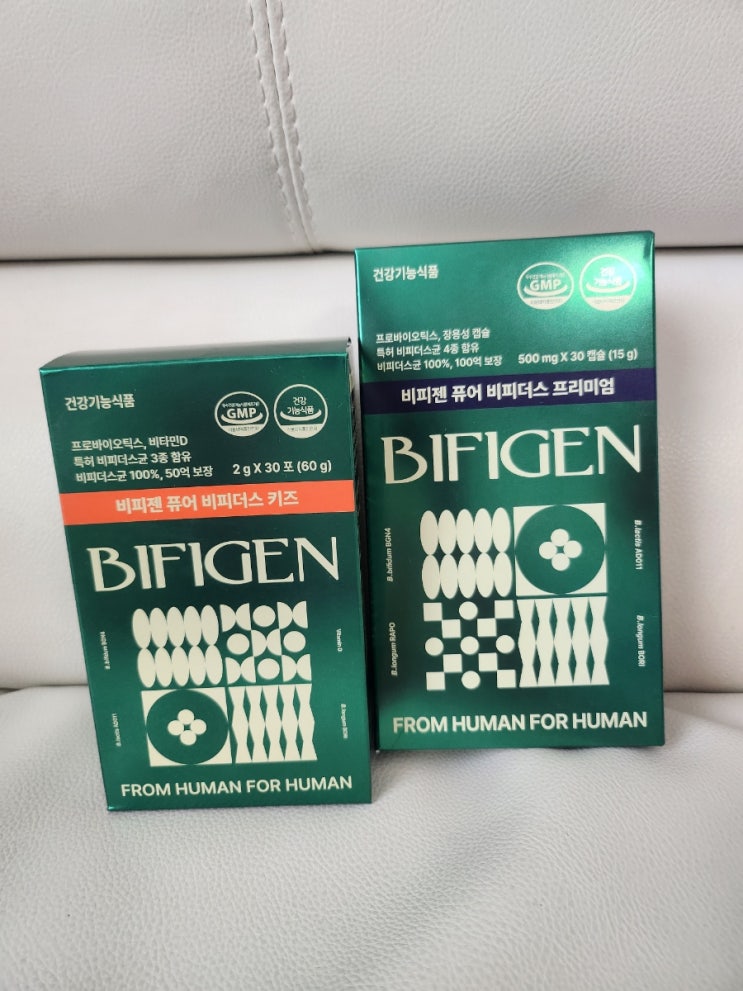 건강기능식품
GMP
건강
기능식품
프로바이오틱스, 비타민D
특허 비피더스균 3종 함유
비피더스균 100%, 50억 보장
2 g X 30 포 (60 g)
비피젠 퓨어 비피더스 키즈
BIFIGEN
B.bifidum BGN4
Vitamin D
B.lactis AD011
B.longum BORI
FROM HUMAN FOR HUMAN
건강기능식품
GMP
건강
기능식품
프로바이오틱스, 장용성 캡슐
특허 비피더스균 4종 함유
비피더스균 100%, 100억 보장
500 mg X 30 캡슐 (15 g)
비피젠 퓨어 비피더스 프리미엄
BIFIGEN
B.bifidum BGN4
B.lactis AD011
B.longum RAPO
B.longum BORI
FROM HUMAN FOR HUMAN